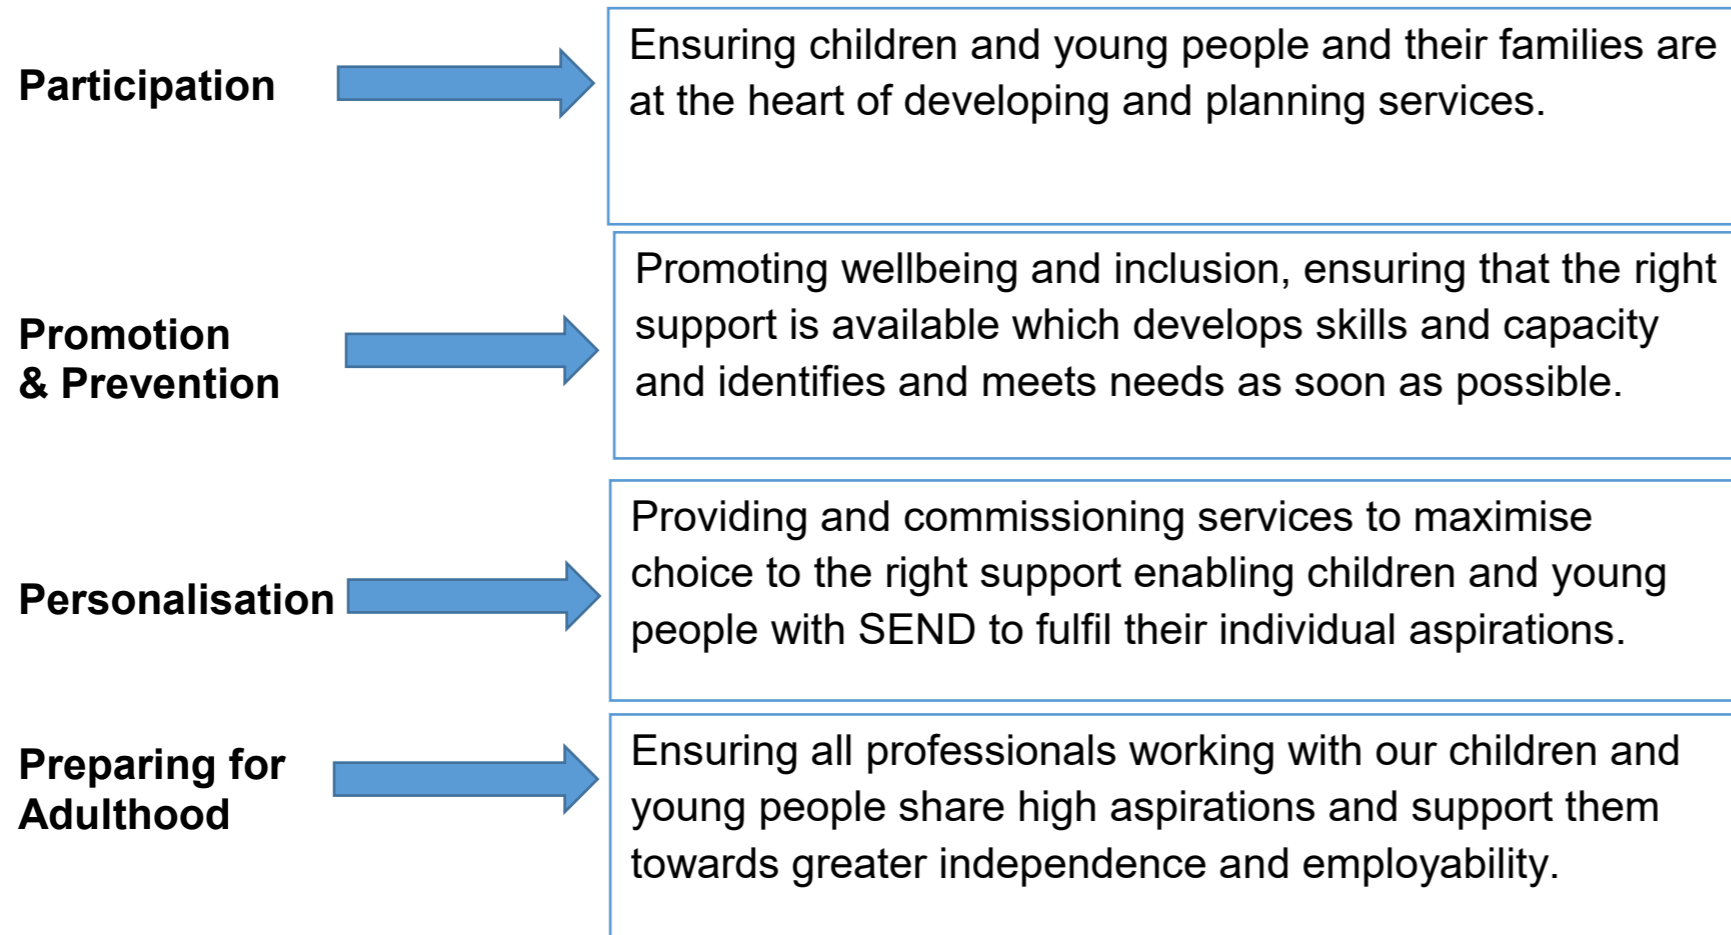 Participation
Ensuring children and young people and their families are
at the heart of developing and planning services.
Promotion
& Prevention
Promoting wellbeing and inclusion, ensuring that the right
support is available which develops skills and capacity
and identifies and meets needs as soon as possible.
Personalisation
Providing and commissioning services to maximise
choice to the right support enabling children and young
people with SEND to fulfil their individual aspirations.
Preparing for
Adulthood
Ensuring all professionals working with our children and
young people share high aspirations and support them
towards greater independence and employability.